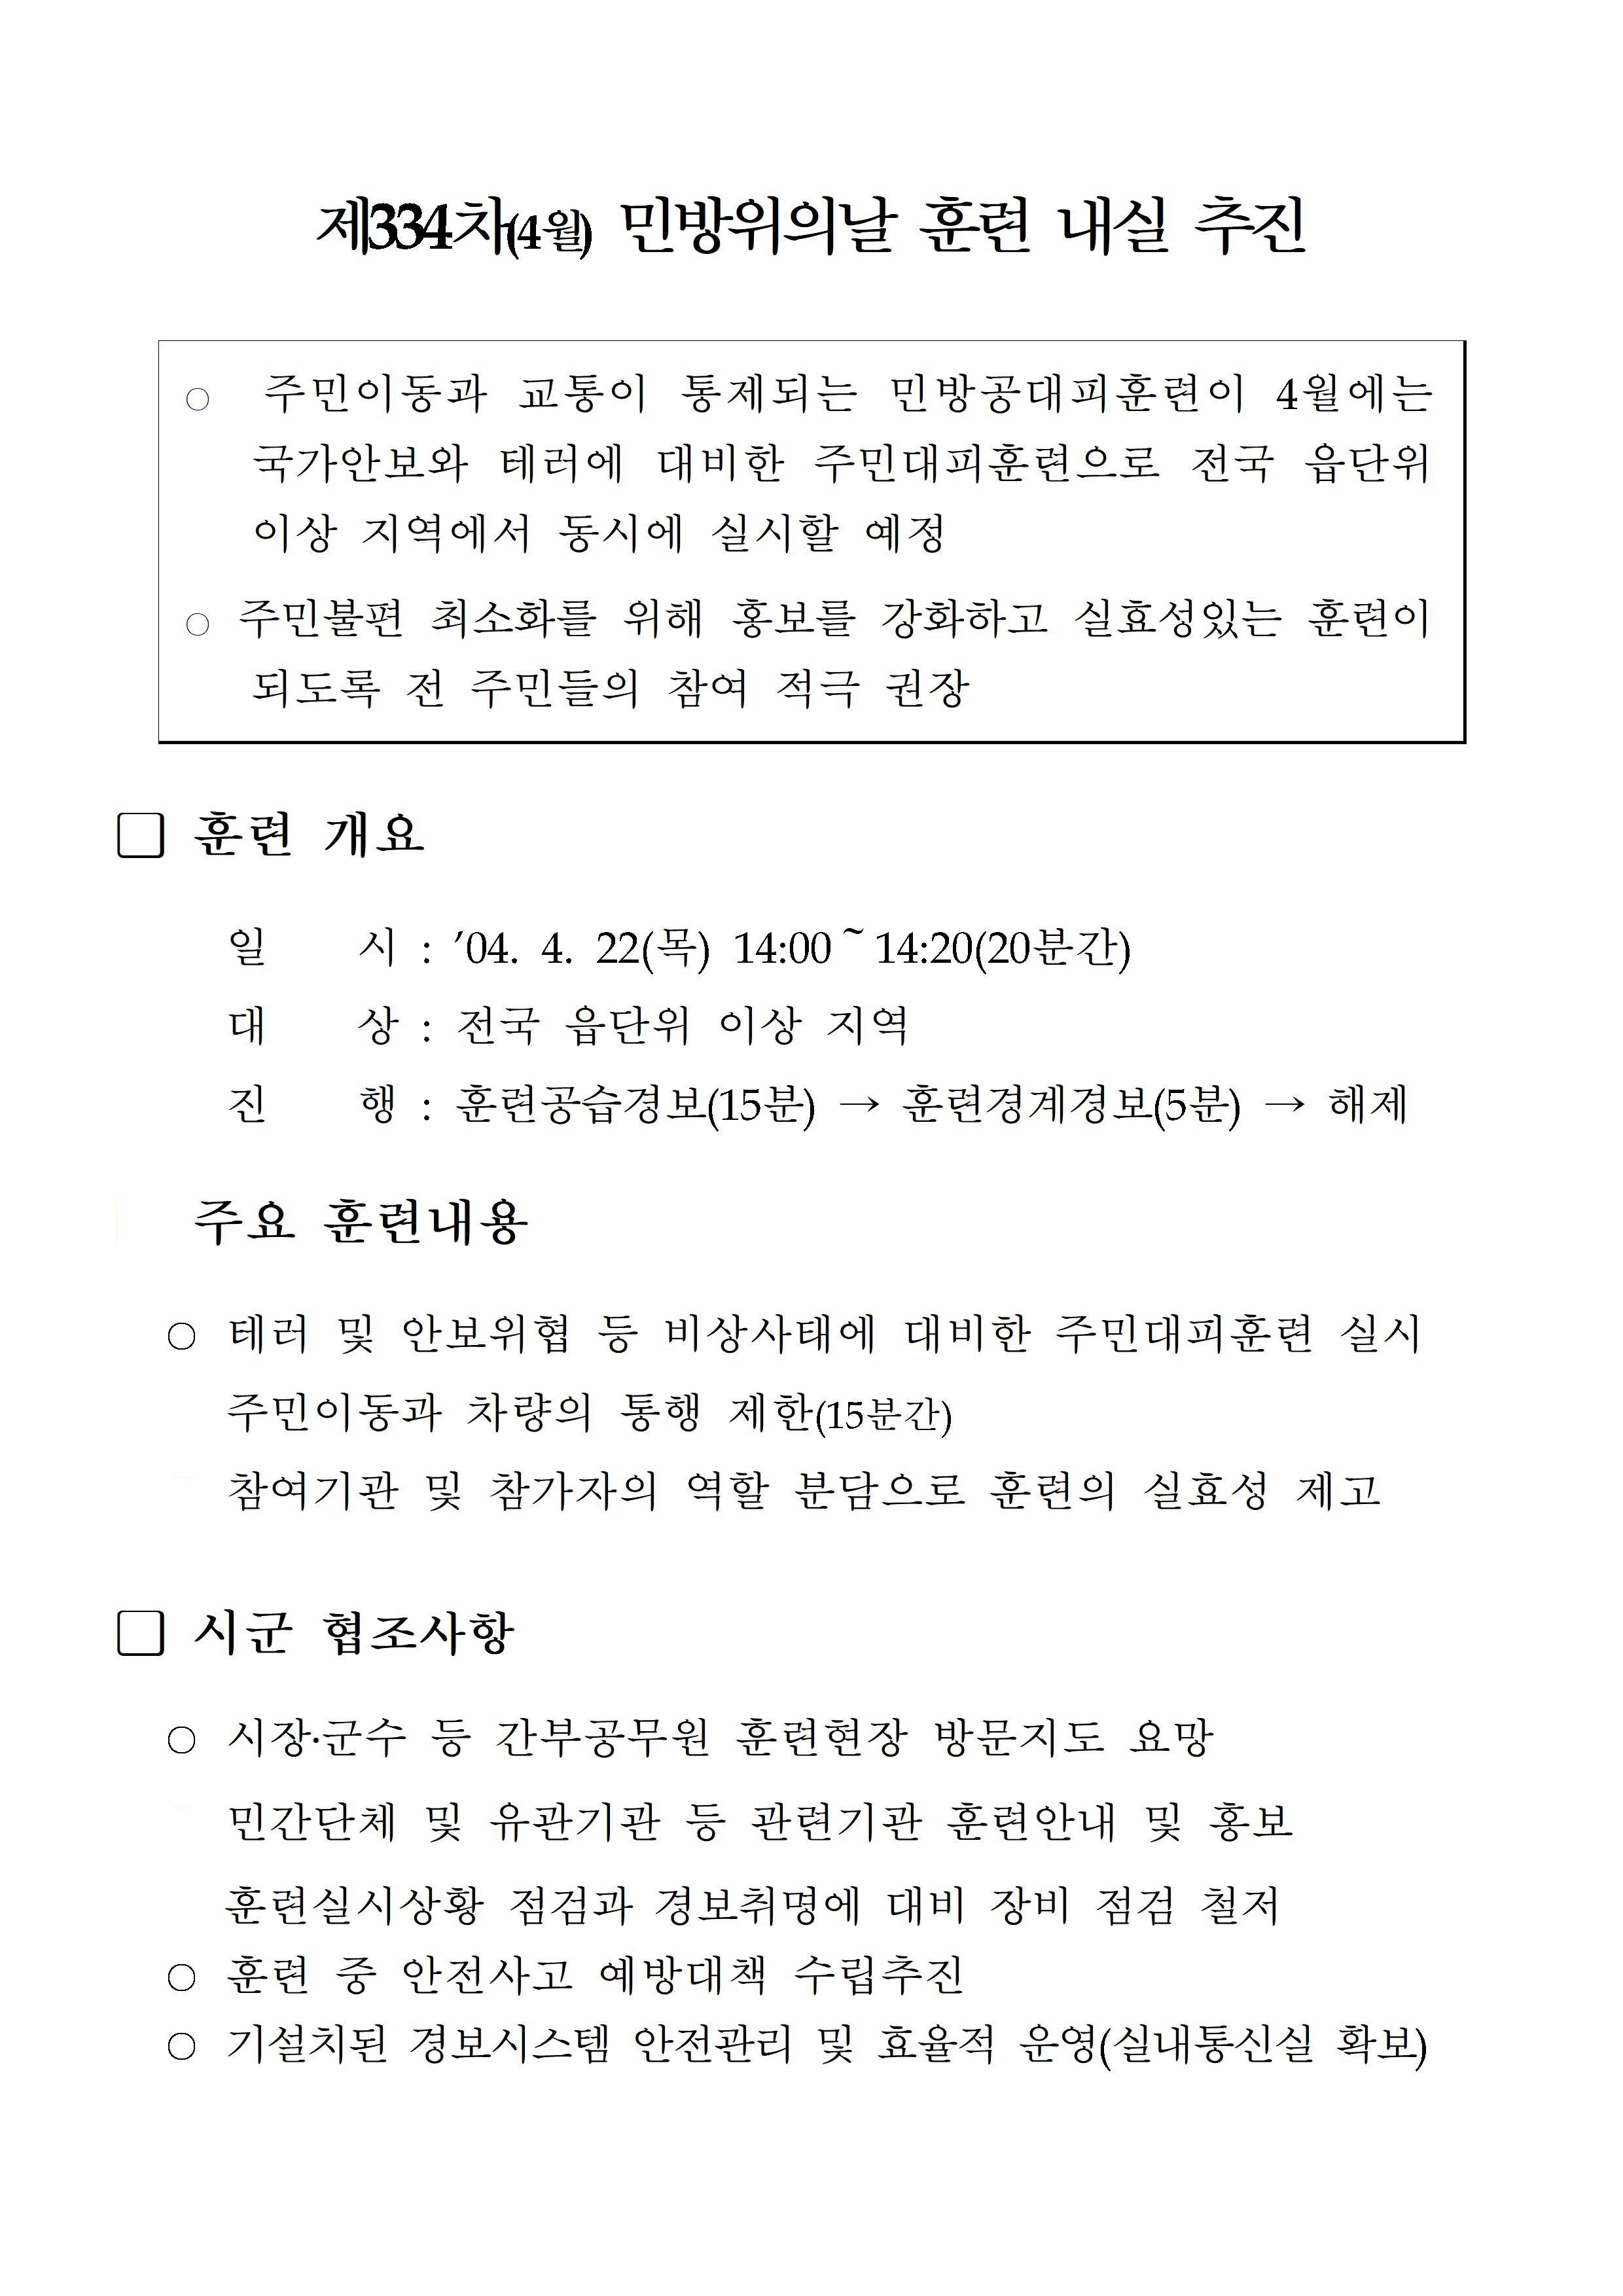 제334차(4월) 민방위의날 훈련 내실 추진
○ 주민이동과 교통이 통제되는 민방공대피훈련이 4월에는
국가안보와 테러에 대비한 주민대피훈련으로 전국 읍단위
이상 지역에서 동시에 실시할 예정
○ 주민불편 최소화를 위해 홍보를 강화하고 실효성있는 훈련이
되도록 전 주민들의 참여 적극 권장
□ 훈련 개요
일 시 : ’04. 4. 22(목) 14:00 ~ 14:20(20분간)
대 상 : 전국 읍단위 이상 지역
진 행 : 훈련공습경보(15분) → 훈련경계경보(5분) → 해제
주요 훈련내용
○ 테러 및 안보위협 등 비상사태에 대비한 주민대피훈련 실시
주민이동과 차량의 통행 제한(15분간)
참여기관 및 참가자의 역할 분담으로 훈련의 실효성 제고
□ 시군 협조사항
○ 시장·군수 등 간부공무원 훈련현장 방문지도 요망
민간단체 및 유관기관 등 관련기관 훈련안내 및 홍보
훈련실시상황 점검과 경보취명에 대비 장비 점검 철저
○ 훈련 중 안전사고 예방대책 수립추진
○ 기설치된 경보시스템 안전관리 및 효율적 운영(실내통신실 확보)